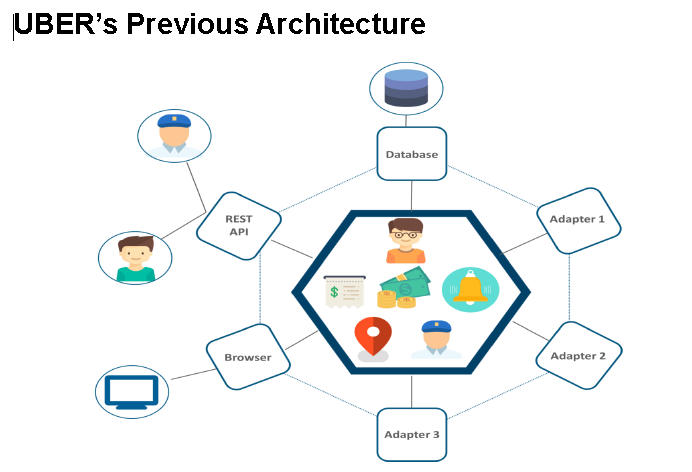 UBER’s Previous Architecture
Database
REST
API
Adapter 1
$
$
Browser
Adapter 2
Adapter 3